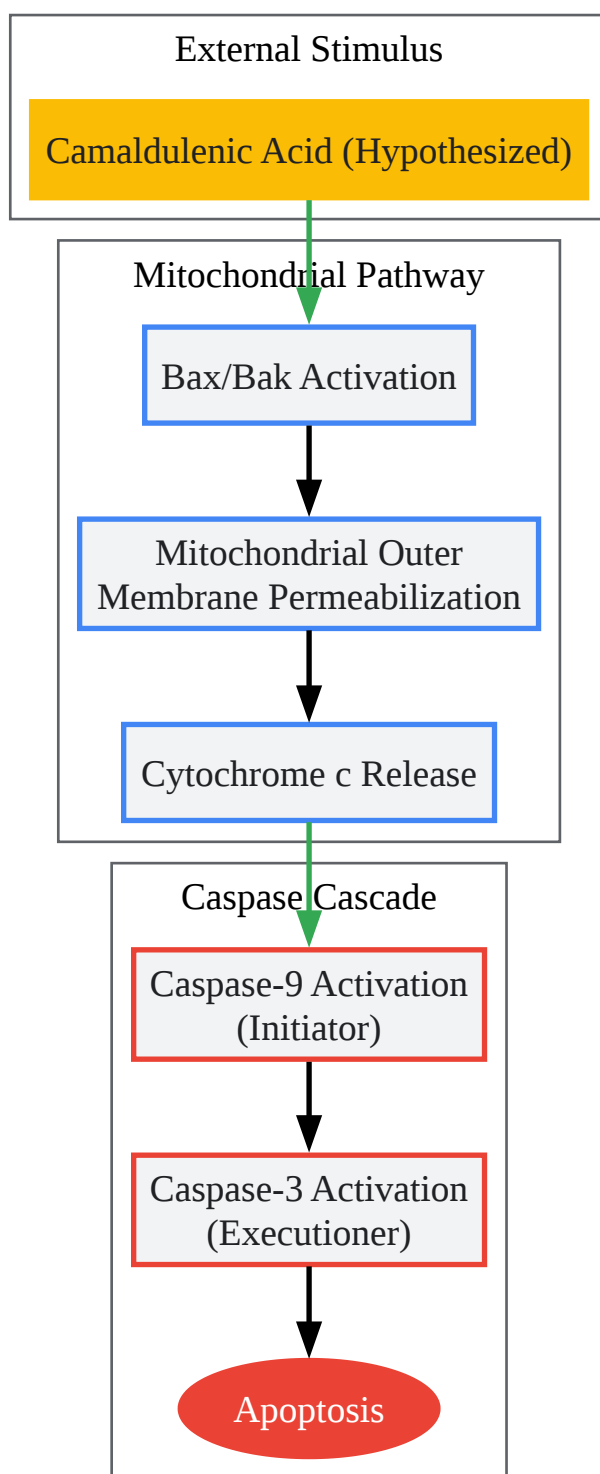 External Stimulus
Camaldulenic Acid (Hypothesized)
Mitochondrial Pathway
Bax/Bak Activation
Mitochondrial Outer
Membrane Permeabilization
Cytochrome c Release
Caspase Cascade
Caspase-9 Activation
(Initiator)
Caspase-3 Activation
(Executioner)
Apoptosis